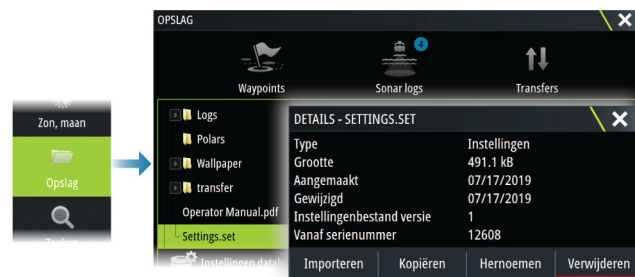 OPSLAG
4
Waypoints
Sonar logs
Transfers
Zon, maan
Opslag
Logs
Polars
Wallpaper
transfer
Operator Manual.pdf
Settings.set
Instellingen
DETAILS - SETTINGS.SET
Type Instellingen
Grootte 491.1 kB
Aangemaakt 07/17/2019
Gewijzigd 07/17/2019
Instellingenbestand versie 1
Vanaf serienummer 12608
Importeren Kopiëren Hernoemen Verwijderen